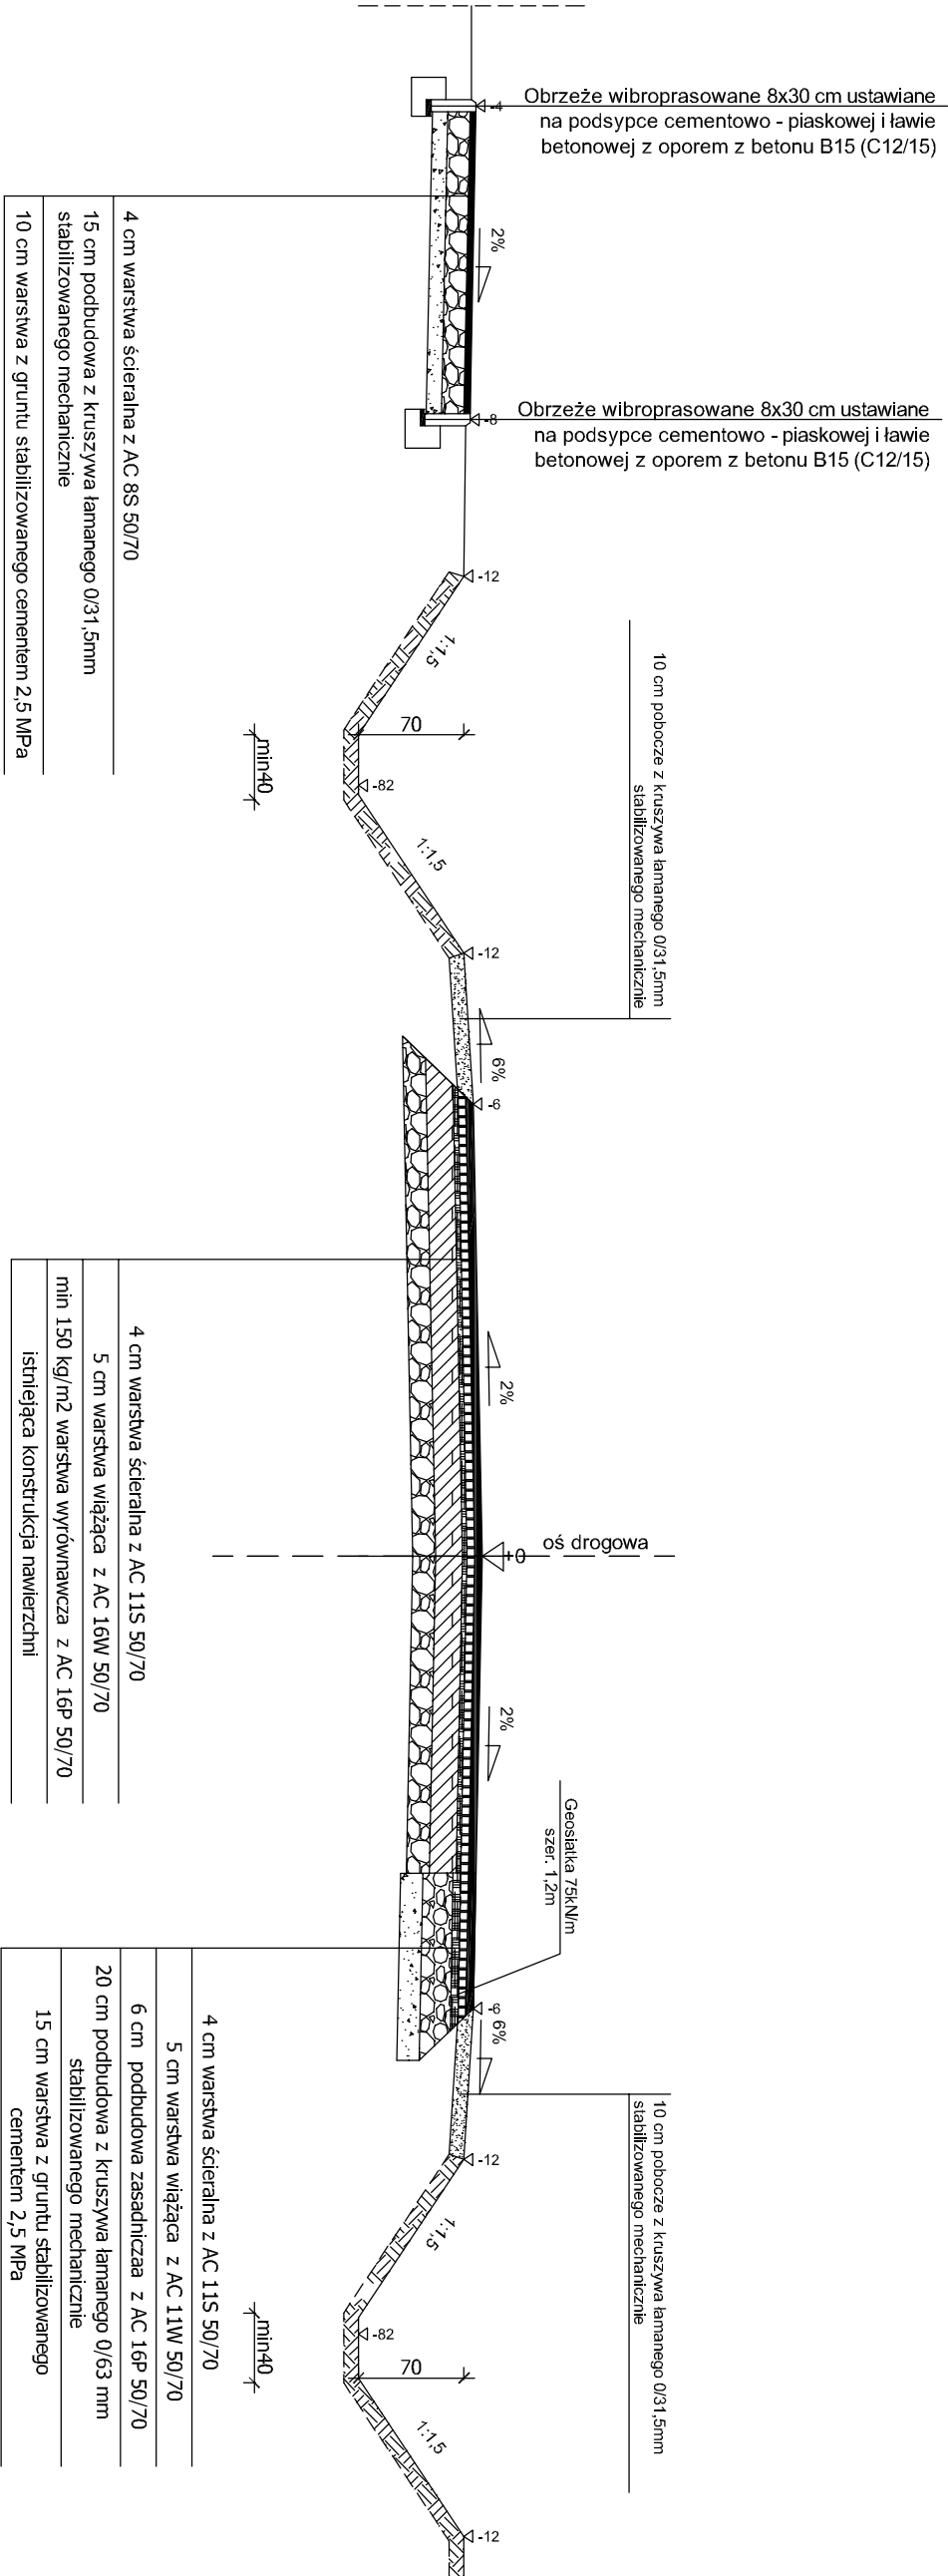 Obrzeże wibroprasowane 8x30 cm ustawiane
na podsypce cementowo - piaskowej i ławie
betonowej z oporem z betonu B15 (C12/15)
-4
2%
4 cm warstwa ścieralna z AC 8S 50/70
15 cm podbudowa z kruszywa łamanego 0/31,5mm
stabilizowanego mechanicznie
10 cm warstwa z gruntu stabilizowanego cementem 2,5 MPa
Obrzeże wibroprasowane 8x30 cm ustawiane
na podsypce cementowo - piaskowej i ławie
betonowej z oporem z betonu B15 (C12/15)
-8
-12
1:1,5
70
min40
-82
1:1,5
10 cm pobocze z kruszywa łamanego 0/31,5mm
stabilizowanego mechanicznie
-12
6%
-6
4 cm warstwa ścieralna z AC 11S 50/70
5 cm warstwa wiążąca z AC 16W 50/70
min 150 kg/m2 warstwa wyrównawcza z AC 16P 50/70
istniejąca konstrukcja nawierzchni
2%
oś drogowa
+0
2%
Geosiatka 75kN/m
szer. 1,2m
-6
6%
4 cm warstwa ścieralna z AC 11S 50/70
5 cm warstwa wiążąca z AC 11W 50/70
6 cm podbudowa zasadniczaa z AC 16P 50/70
20 cm podbudowa z kruszywa łamanego 0/63 mm
stabilizowanego mechanicznie
15 cm warstwa z gruntu stabilizowanego
cementem 2,5 MPa
10 cm pobocze z kruszywa łamanego 0/31,5mm
stabilizowanego mechanicznie
-12
1:1,5
min40
-82
70
1:1,5
-12